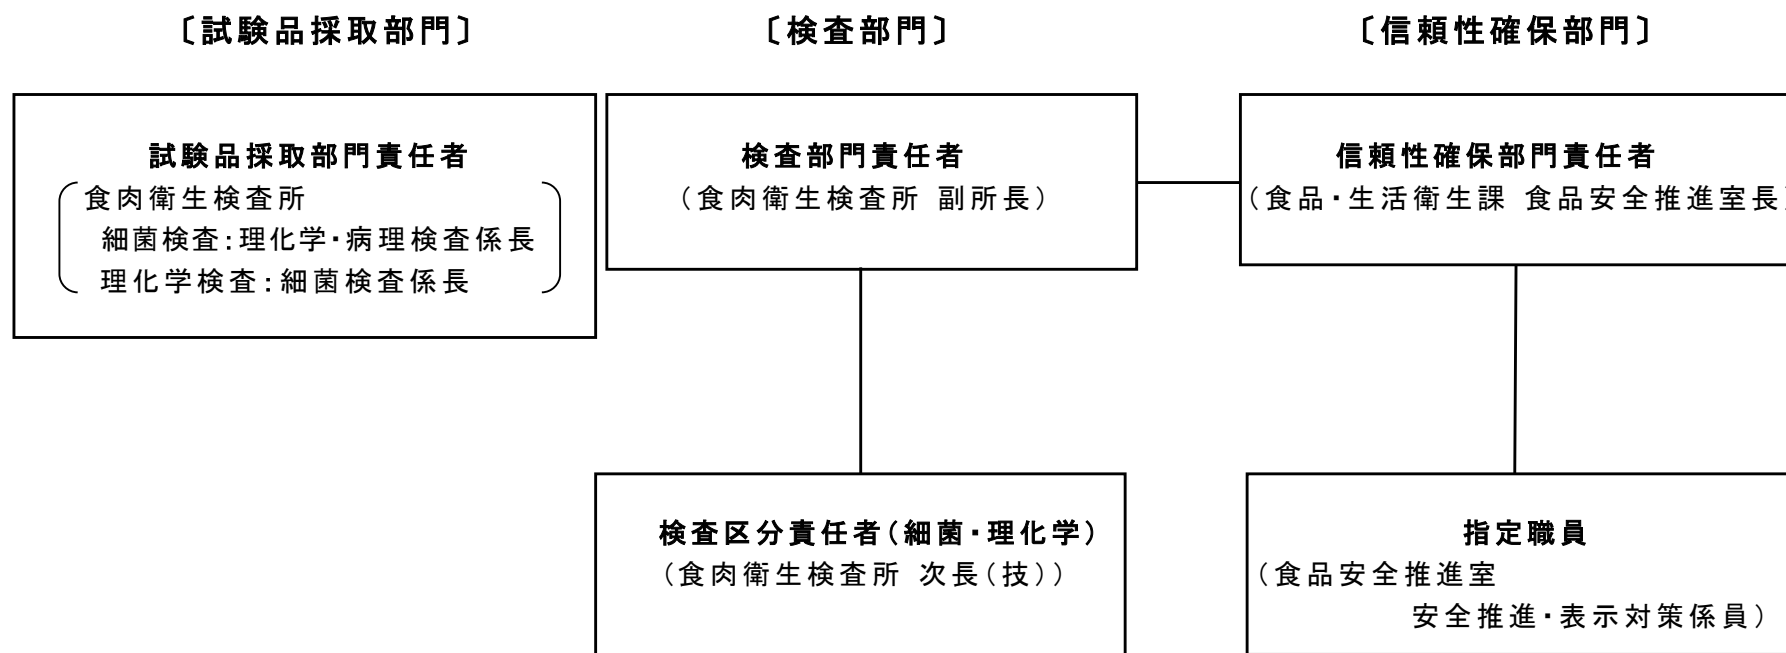 〔試験品採取部門〕
〔検査部門〕
〔信頼性確保部門〕
試験品採取部門責任者
食肉衛生検査所
細菌検査:理化学・病理検査係長
理化学検査:細菌検査係長
検査部門責任者
(食肉衛生検査所 副所長)
信頼性確保部門責任者
(食品・生活衛生課 食品安全推進室長)
検査区分責任者(細菌・理化学)
(食肉衛生検査所 次長(技))
指定職員
(食品安全推進室
安全推進・表示対策係員)